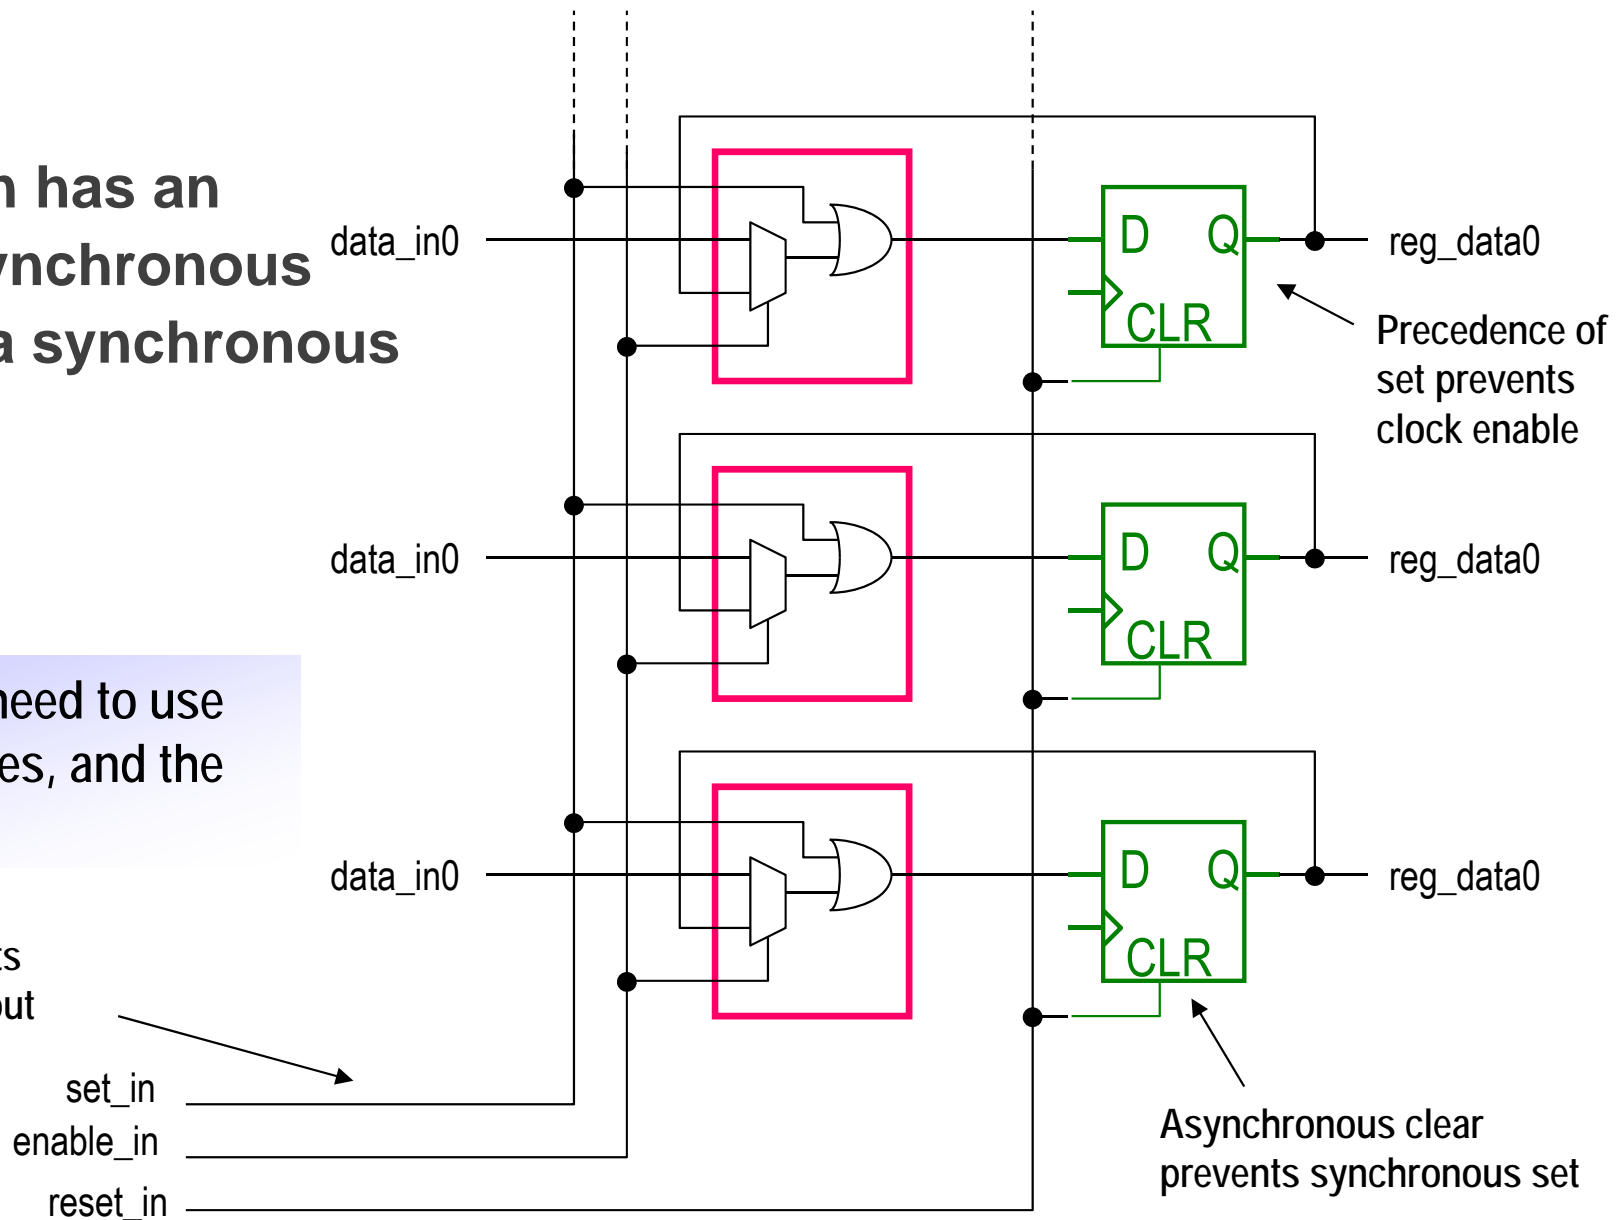 n has an
ynchronous
a synchronous
data_in0
D Q
CLR
reg_data0
Precedence of
set prevents
clock enable
data_in0
D Q
CLR
reg_data0
need to use
es, and the
data_in0
D Q
CLR
reg_data0
ts
out
set_in
enable_in
reset_in
Asynchronous clear
prevents synchronous set